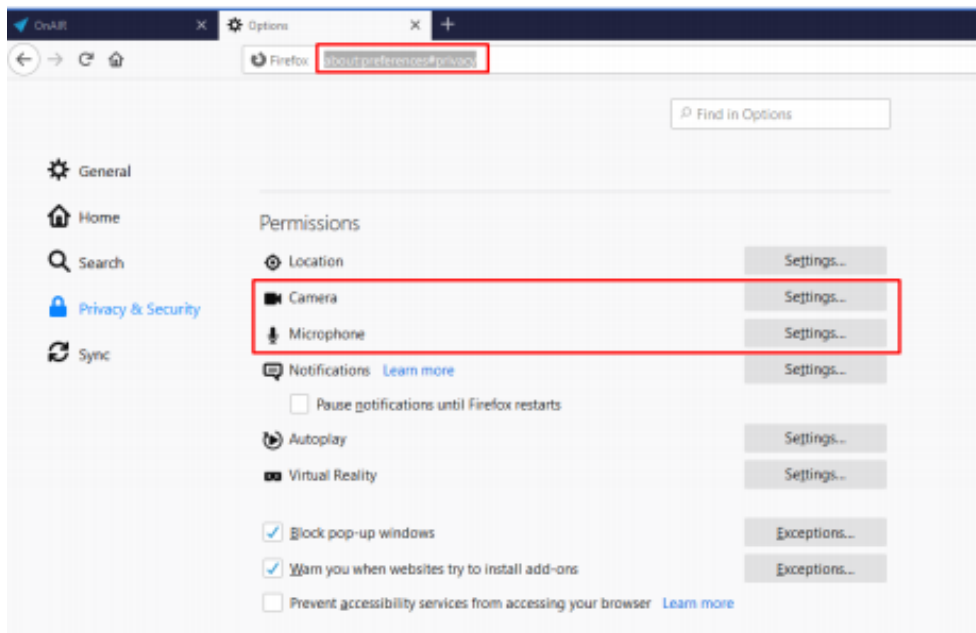 OnAIR
Options
Firefox about:preferences#privacy
Find in Options
General
Home
Search
Privacy & Security
Sync
Permissions
Location Settings...
Camera Settings...
Microphone Settings...
Notifications Learn more Settings...
Pause notifications until Firefox restarts
Autoplay Settings...
Virtual Reality Settings...
Block pop-up windows Exceptions...
Warn you when websites try to install add-ons Exceptions...
Prevent accessibility services from accessing your browser Learn more